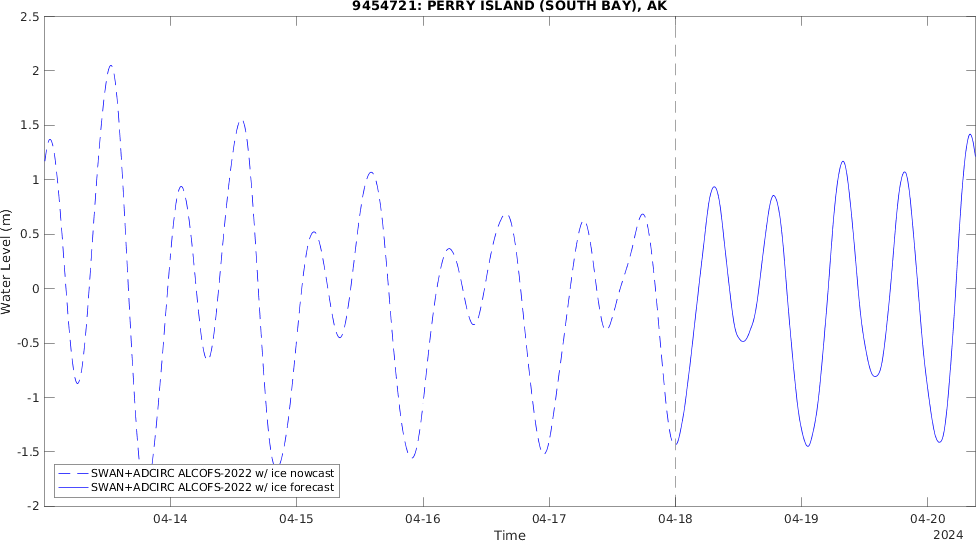 9454721: PERRY ISLAND (SOUTH BAY), AK
2.5
2
1.5
1
0.5
0
-0.5
-1
-1.5
-2
Water Level (m)
SWAN+ADCIRC ALCOFS-2022 w/ ice nowcast
SWAN+ADCIRC ALCOFS-2022 w/ ice forecast
04-14 04-15 04-16 04-17 04-18 04-19 04-20
Time
2024